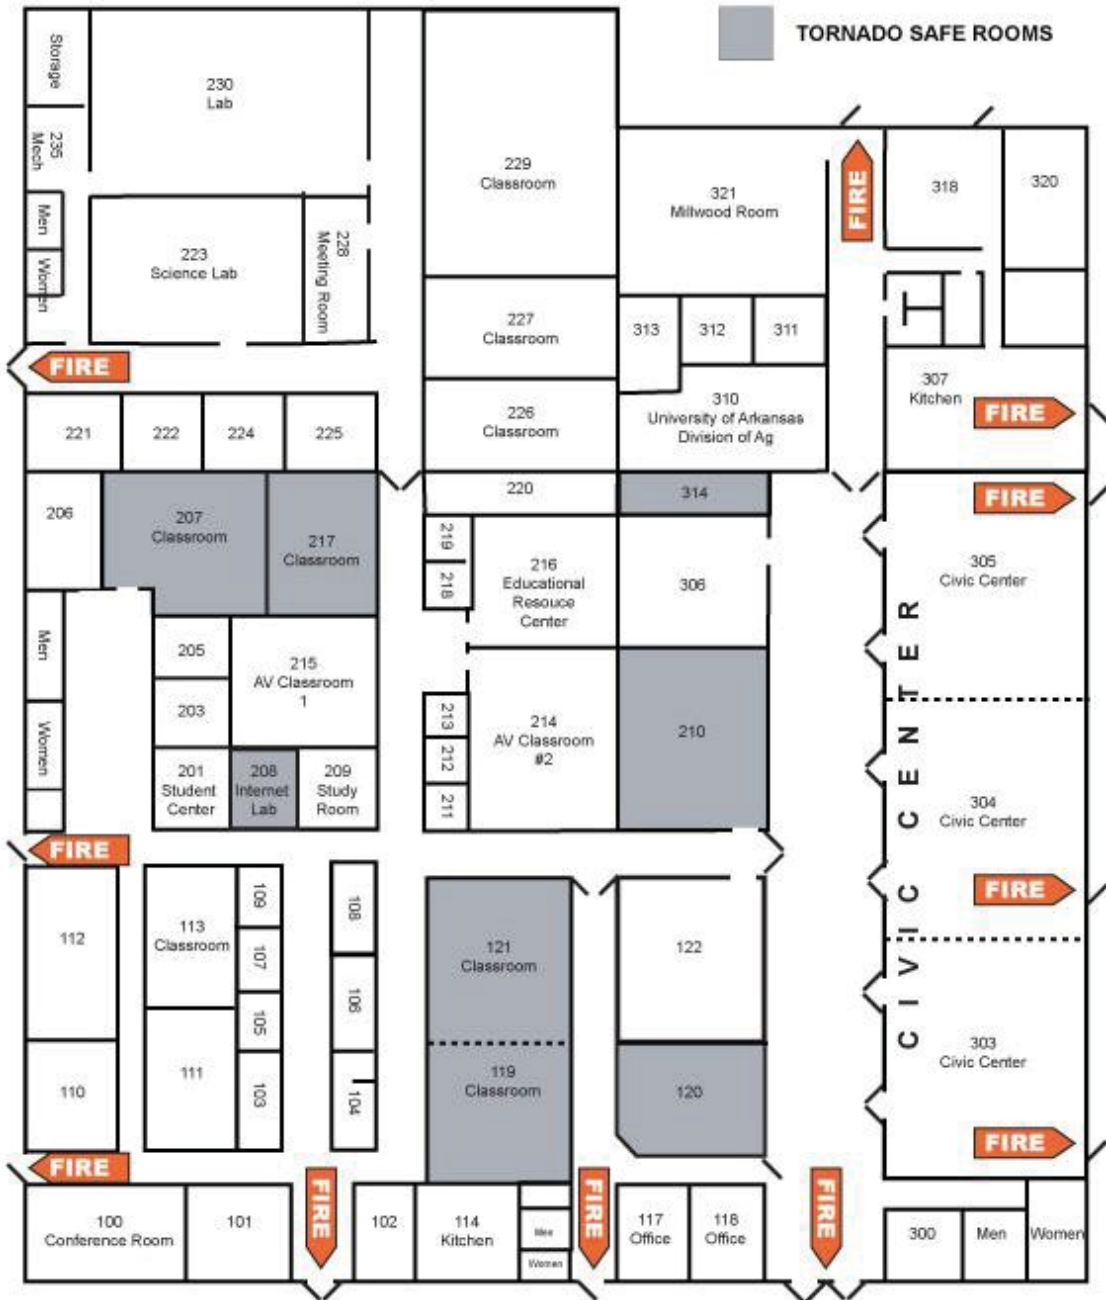 TORNADO SAFE ROOMS
Storage
230
Lab
235
Mech
229
Classroom
FIRE
318
320
321
Millwood Room
Men
Women
223
Science Lab
228
Meeting Room
227
Classroom
313
312
311
FIRE
307
Kitchen
310
University of Arkansas
Division of Ag
226
Classroom
FIRE
221
222
224
225
206
207
Classroom
217
Classroom
220
314
FIRE
219
218
216
Educational
Resouce
Center
306
305
Civic Center
Men
Women
205
203
215
AV Classroom
1
213
212
211
214
AV Classroom
#2
210
CIVIC CENTER
201
Student
Center
208
Internet
Lab
209
Study
Room
304
Civic Center
FIRE
FIRE
112
113
Classroom
109
107
105
103
108
106
104
121
Classroom
122
303
Civic Center
110
111
119
Classroom
120
FIRE
FIRE
FIRE
FIRE
FIRE
100
Conference Room
101
102
114
Kitchen
Men
Women
117
Office
118
Office
300
Men
Women